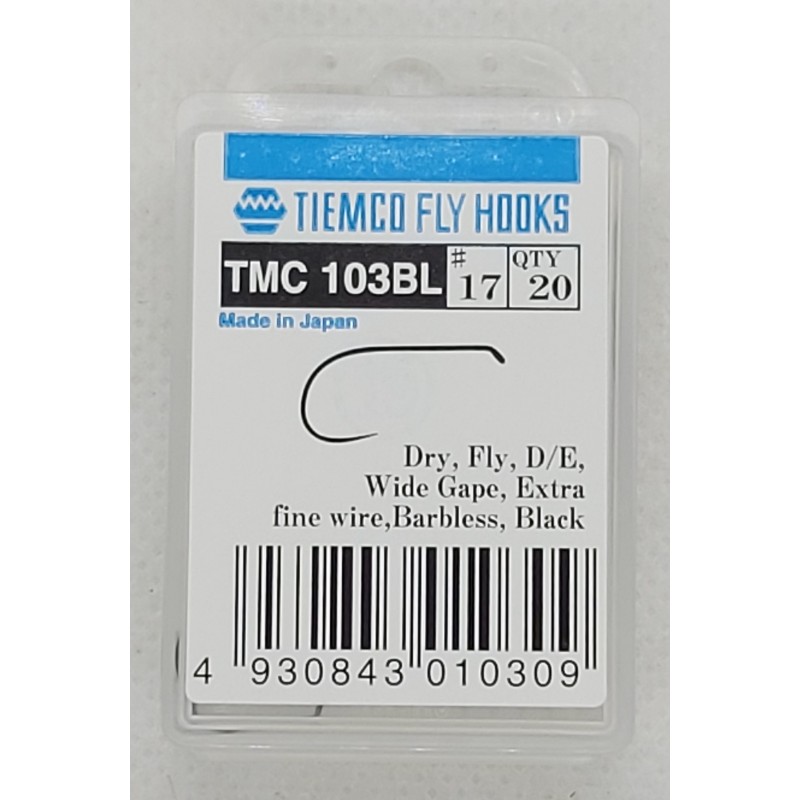 TIEMCO FLY HOOKS
TMC 103BL # 17 QTY 20
Made in Japan
Dry, Fly, D/E,
Wide Gape, Extra
fine wire,Barbless, Black
4 930843 010309